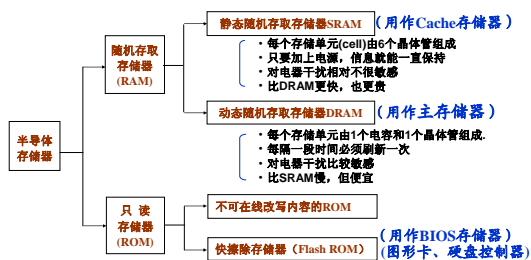 静态随机存取存储器SRAM (用作Cache存储器)
• 每个存储单元(cell)由6个晶体管组成
• 只要加上电源，信息就能一直保持
• 对电器干扰相对不很敏感
• 比DRAM更快，也更贵
随机存取
存储器
(RAM)
动态随机存取存储器DRAM (用作主存储器)
• 每个存储单元由1个电容和1个晶体管组成.
• 每隔一段时间必须刷新一次
• 对电器干扰比较敏感
• 比SRAM慢，但便宜
半导体
存储器
只 读
存储器
(ROM)
不可在线改写内容的ROM
快擦除存储器（Flash ROM）
(用作BIOS存储器)
(图形卡、硬盘控制器)